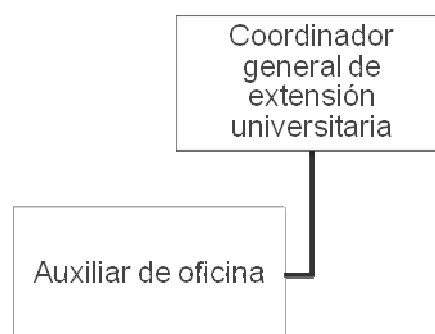 Coordinador
general de
extensión
universitaria
Auxiliar de oficina